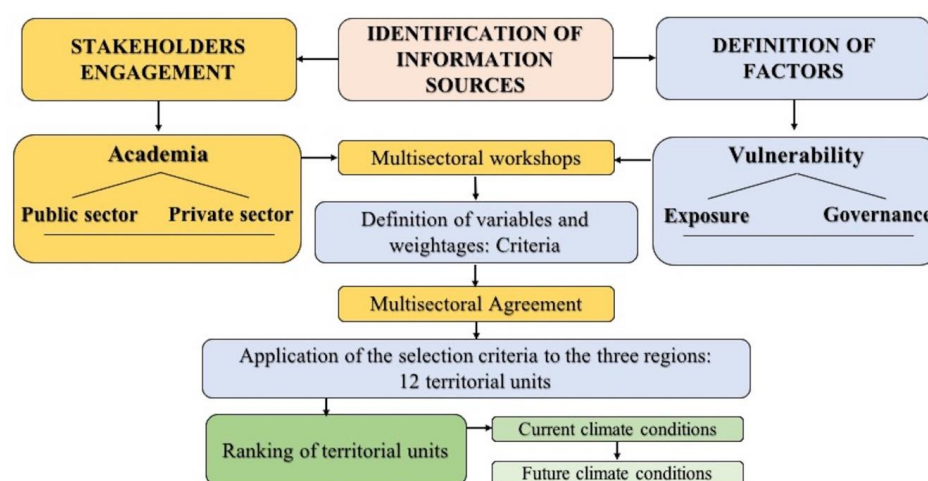 STAKEHOLDERS
ENGAGEMENT
IDENTIFICATION OF
INFORMATION
SOURCES
DEFINITION OF
FACTORS
Academia
Public sector
Private sector
Multisectoral workshops
Vulnerability
Exposure
Governance
Definition of variables and
weightages: Criteria
Multisectoral Agreement
Application of the selection criteria to the three regions:
12 territorial units
Ranking of territorial units
Current climate conditions
Future climate conditions